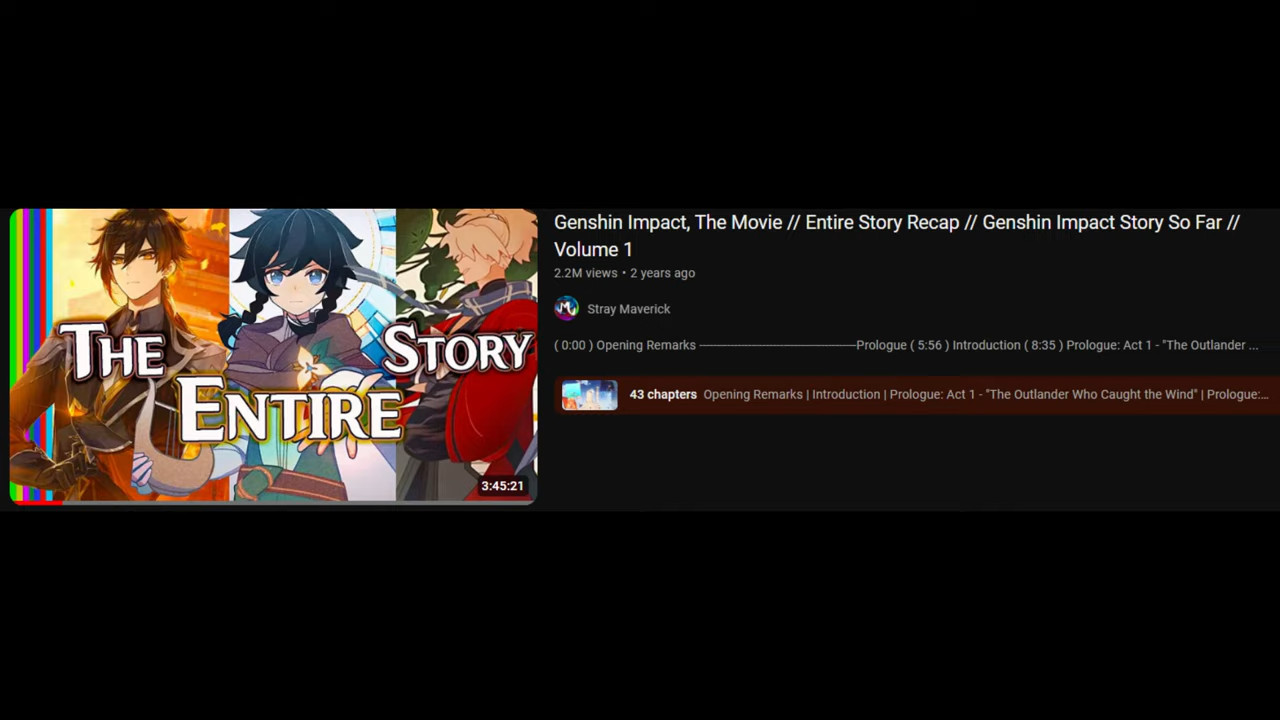 THE
ENTIRE
STORY
3:45:21
Genshin Impact, The Movie // Entire Story Recap // Genshin Impact Story So Far //
Volume 1
2.2M views • 2 years ago
Stray Maverick
( 0:00 ) Opening Remarks ————————————Prologue ( 5:56 ) Introduction ( 8:35 ) Prologue: Act 1 - "The Outlander ...
43 chapters Opening Remarks | Introduction | Prologue: Act 1 - "The Outlander Who Caught the Wind" | Prologue:...